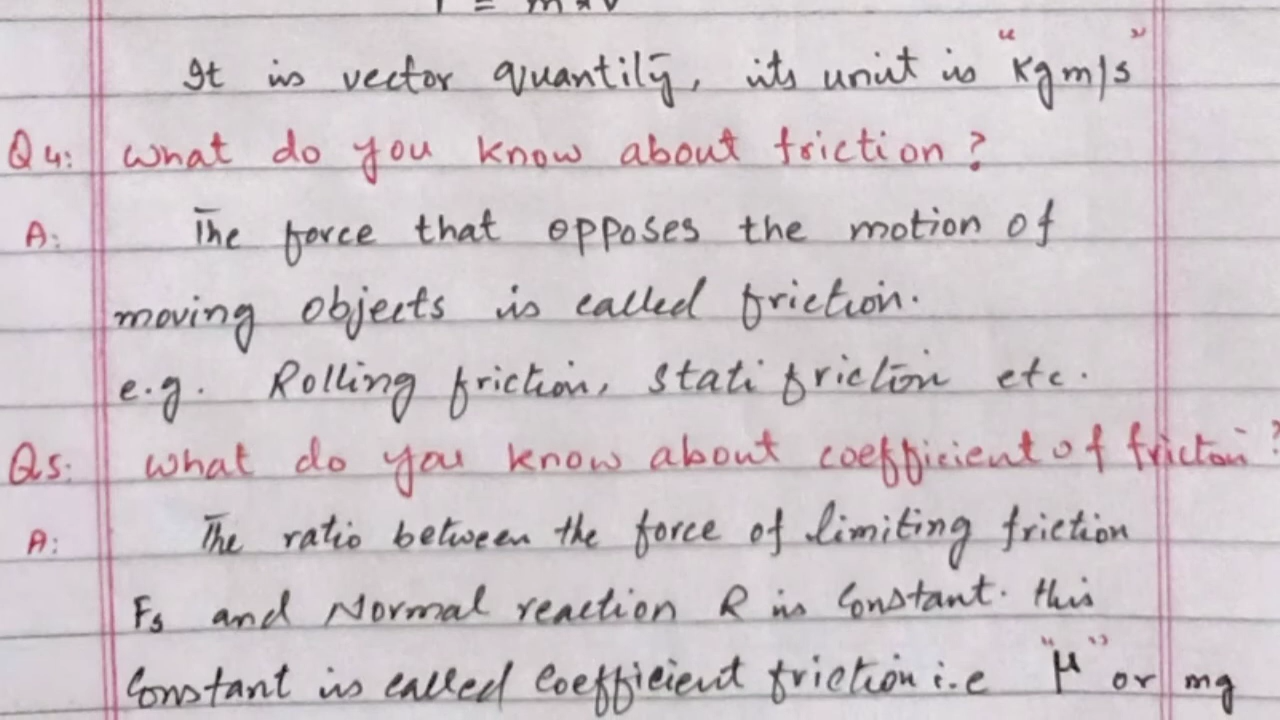 P = m x v
It is vector quantily, its unit is "Kgm/s"
Q4: What do you know about friction?
A: The force that opposes the motion of
moving objects is called friction.
e.g. Rolling friction, stati friction etc.
Q5: What do you know about coefficient of friction?
A: The ratio between the force of limiting friction
Fs and Normal reaction R is Constant. this
Constant is called Coefficient friction i.e "μ" or mg